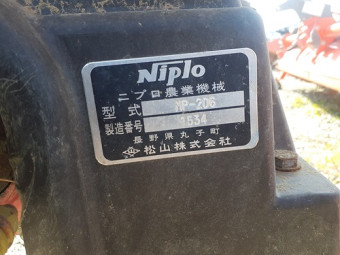 Niplo
ニプロ農業機械
型式 MP-206
製造番号 1534
長野県丸子町
松山株式会社